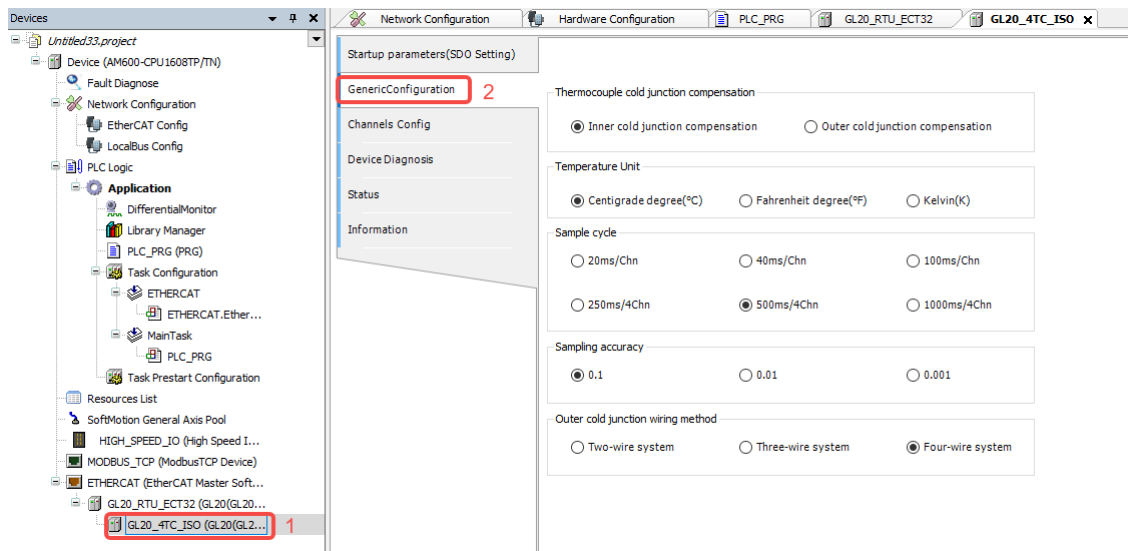 Devices
Untitled33.project
Device (AM600-CPU1608TP/TN)
Fault Diagnose
Network Configuration
EtherCAT Config
LocalBus Config
PLC Logic
Application
DifferentialMonitor
Library Manager
PLC_PRG (PRG)
Task Configuration
ETHERCAT
ETHERCAT.Ether...
MainTask
PLC_PRG
Task Prestart Configuration
Resources List
SoftMotion General Axis Pool
HIGH_SPEED_IO (High Speed I...
MODBUS_TCP (ModbusTCP Device)
ETHERCAT (EtherCAT Master Soft...
GL20_RTU_ECT32 (GL20(GL20...
GL20_4TC_ISO (GL20(GL2... 1
Network Configuration Hardware Configuration PLC_PRG GL20_RTU_ECT32 GL20_4TC_ISO
Startup parameters(SDO Setting)
GenericConfiguration 2
Channels Config
Device Diagnosis
Status
Information
Thermocouple cold junction compensation
Inner cold junction compensation Outer cold junction compensation
Temperature Unit
Centigrade degree(°C) Fahrenheit degree(°F) Kelvin(K)
Sample cycle
20ms/Chn 40ms/Chn 100ms/Chn
250ms/4Chn 500ms/4Chn 1000ms/4Chn
Sampling accuracy
0.1 0.01 0.001
Outer cold junction wiring method
Two-wire system Three-wire system Four-wire system